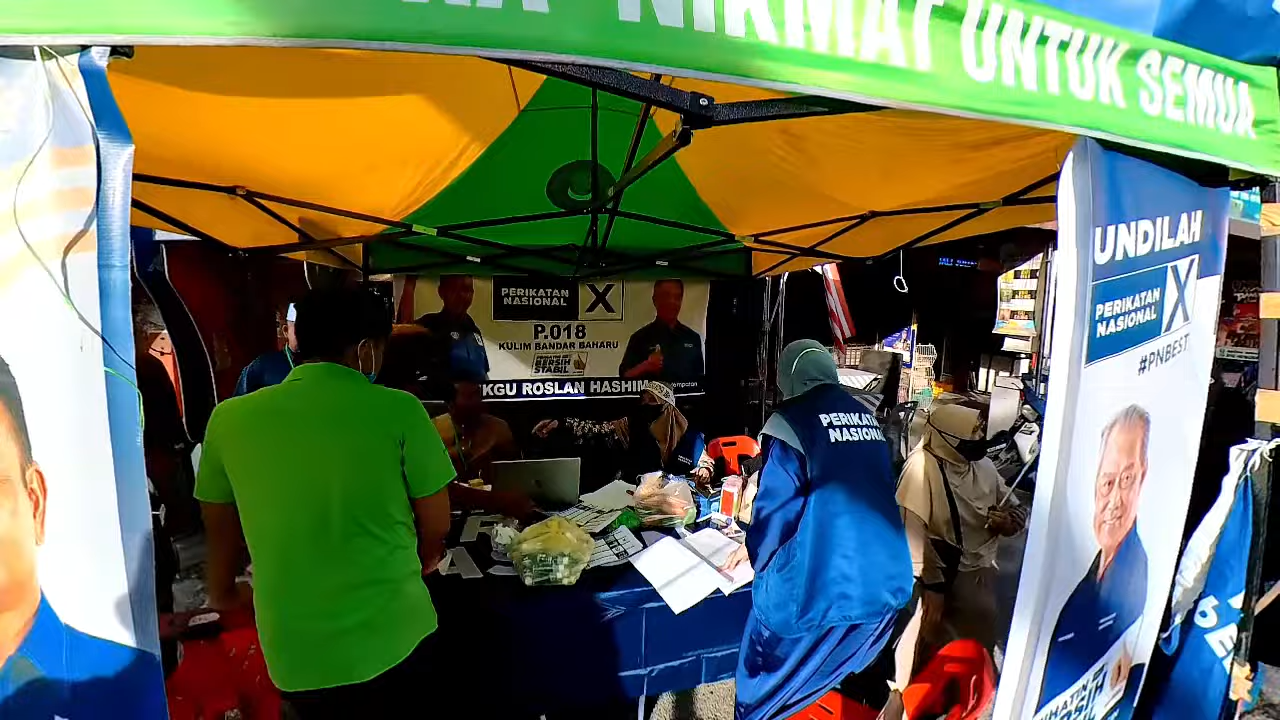 NIKMAT UNTUK SEMUA
UNDILAH
PERIKATAN
NASIONAL X
#PNBEST
PERIKATAN
NASIONAL X
P.018
KULIM BANDAR BAHARU
BERSIH
STABIL
ROSLAN HASHIM
PERIKATAN
NASIONAL